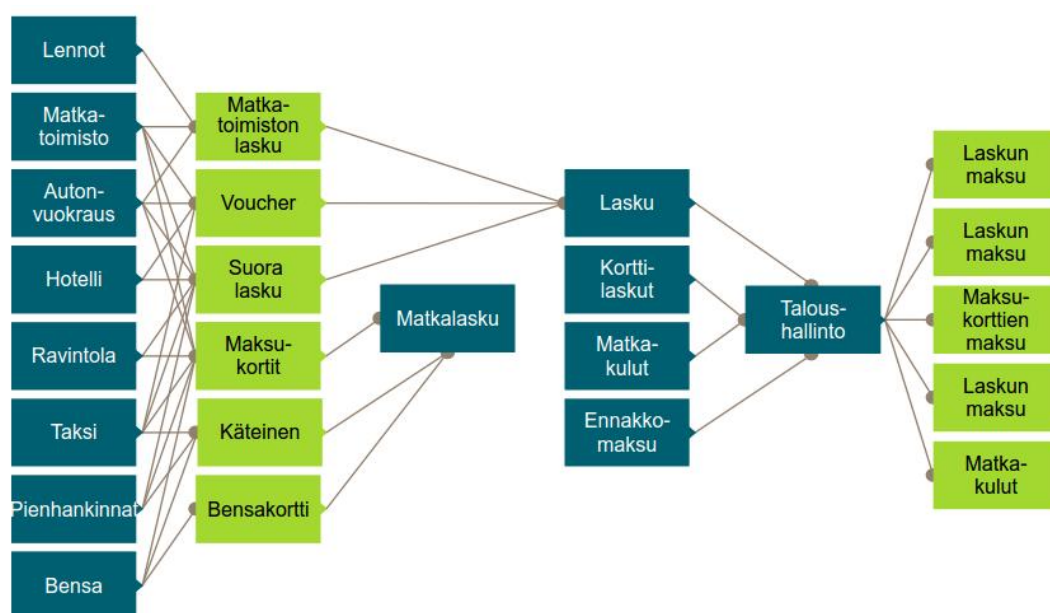 Lennot
Matka-
toimisto
Auton-
vuokraus
Hotelli
Ravintola
Taksi
Pienhankinnat
Bensa
Matka-
toimiston
lasku
Voucher
Suora
lasku
Maksu-
kortit
Käteinen
Bensakortti
Matkalasku
Lasku
Kortti-
laskut
Matka-
kulut
Ennakko-
maksu
Talous-
hallinto
Laskun
maksu
Laskun
maksu
Maksu-
korttien
maksu
Laskun
maksu
Matka-
kulut